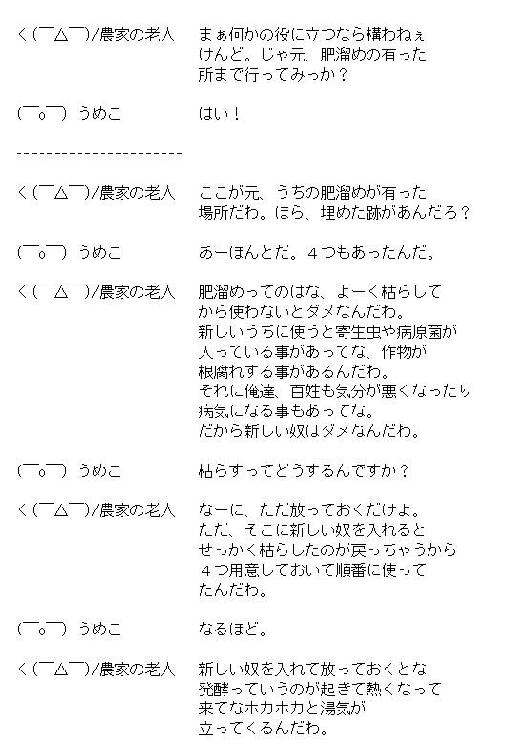 く(￣△￣)/農家の老人　まぁ何かの役に立つなら構わねぇ
けんど。じゃ元、肥溜めの有った
所まで行ってみっか？
(￣o￣) うめこ　はい！
----------------------
く(￣△￣)/農家の老人　ここが元、うちの肥溜めが有った
場所だわ。ほら、埋めた跡があんだろ？
(￣o￣) うめこ　あーほんとだ。４つもあったんだ。
く(　△　)/農家の老人　肥溜めってのはな、よーく枯らして
から使わないとダメなんだわ。
新しいうちに使うと寄生虫や病原菌が
入っている事があってな、作物が
根腐れする事があるんだわ。
それに俺達、百姓も気分が悪くなったり
病気になる事もあってな。
だから新しい奴はダメなんだわ。
(￣o￣) うめこ　枯らすってどうするんですか？
く(￣△￣)/農家の老人　なーに、ただ放っておくだけよ。
ただ、そこに新しい奴を入れると
せっかく枯らしたのが戻っちゃうから
４つ用意しておいて順番に使って
たんだわ。
(￣o￣) うめこ　なるほど。
く(￣△￣)/農家の老人　新しい奴を入れて放っておくとな
発酵っていうのが起きて熱くなって
来てなホカホカと湯気が
立ってくるんだわ。